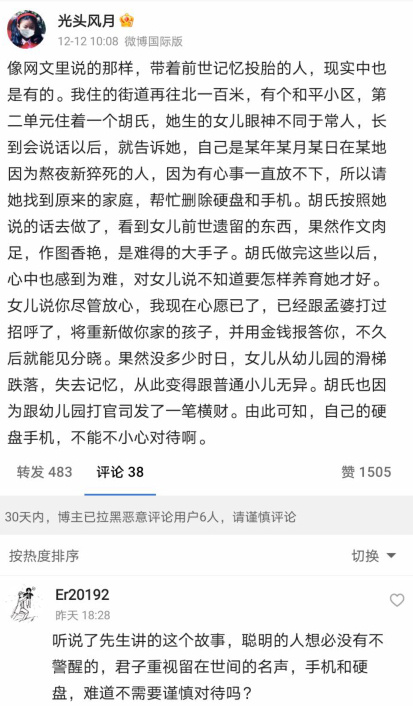 光头风月
12-12 10:08 微博国际版
像网文里说的那样，带着前世记忆投胎的人，现实中也
是有的。我住的街道再往北一百米，有个和平小区，第
二单元住着一个胡氏，她生的女儿眼神不同于常人，长
到会说话以后，就告诉她，自己是某年某月某日在某地
因为熬夜新猝死的人，因为有心事一直放不下，所以请
她找到原来的家庭，帮忙删除硬盘和手机。胡氏按照她
说的话去做了，看到女儿前世遗留的东西，果然作文肉
足，作图香艳，是难得的大手子。胡氏做完这些以后，
心中也感到为难，对女儿说不知道要怎样养育她才好。
女儿说你尽管放心，我现在心愿已了，已经跟孟婆打过
招呼了，将重新做你家的孩子，并用金钱报答你，不久
后就能见分晓。果然没多少时日，女儿从幼儿园的滑梯
跌落，失去记忆，从此变得跟普通小儿无异。胡氏也因
为跟幼儿园打官司发了一笔横财。由此可知，自己的硬
盘手机，不能不小心对待啊。
转发 483 评论 38 赞 1505
30天内，博主已拉黑恶意评论用户6人，请谨慎评论
按热度排序 切换
Er20192
昨天 18:28
听说了先生讲的这个故事，聪明的人想必没有不
警醒的，君子重视留在世间的名声，手机和硬
盘，难道不需要谨慎对待吗？